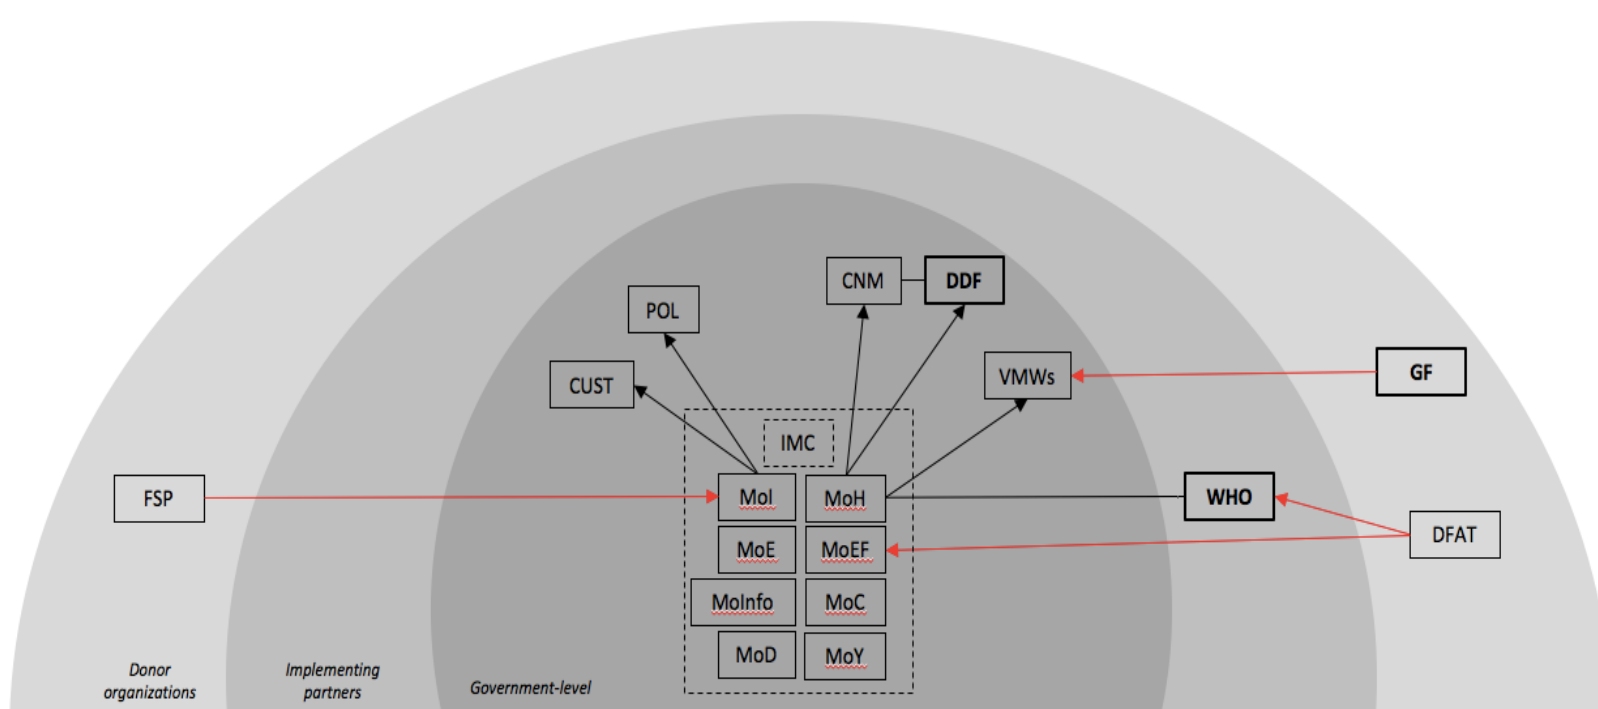 CNM
DDF
POL
VMWs
GF
CUST
IMC
FSP
MoI
MoH
WHO
DFAT
MoE
MoEF
MoInfo
MoC
MoD
MoY
Donor
organizations
Implementing
partners
Government-level